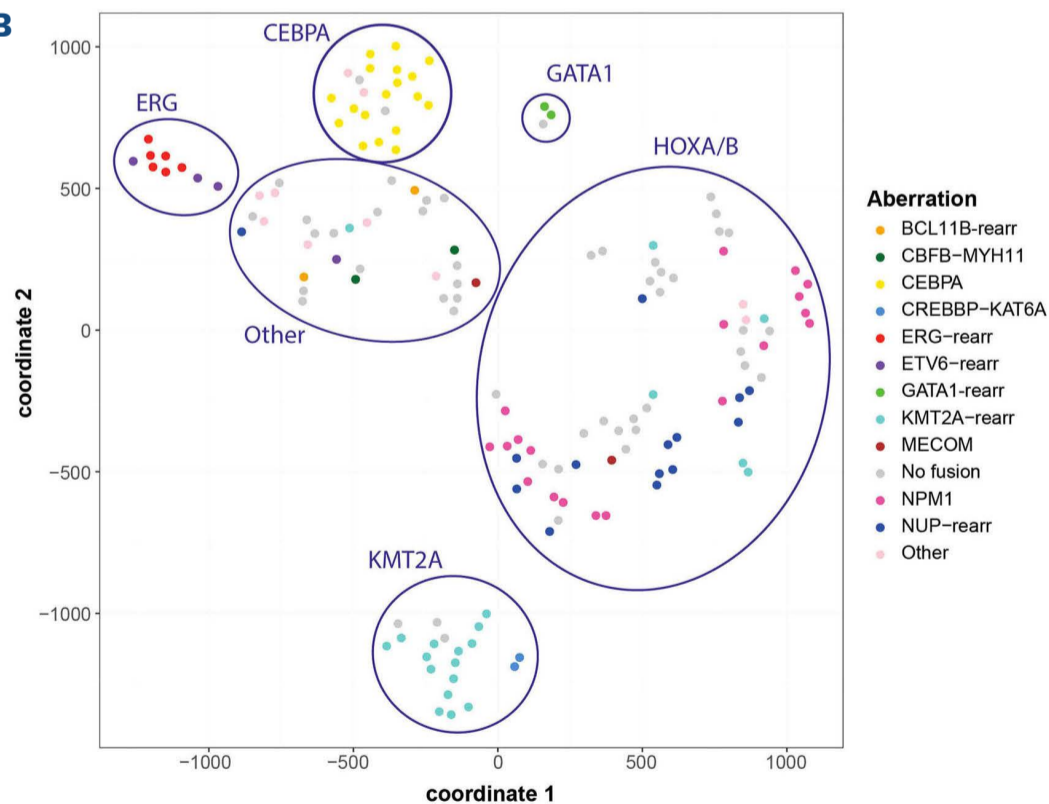 B
CEBPA
GATA1
ERG
HOXA/B
Other
KMT2A
1000
500
0
−500
−1000
coordinate 2
−1000
−500
0
500
1000
coordinate 1
Aberration
BCL11B-rearr
CBFB−MYH11
CEBPA
CREBBP−KAT6A
ERG−rearr
ETV6−rearr
GATA1-rearr
KMT2A−rearr
MECOM
No fusion
NPM1
NUP−rearr
Other